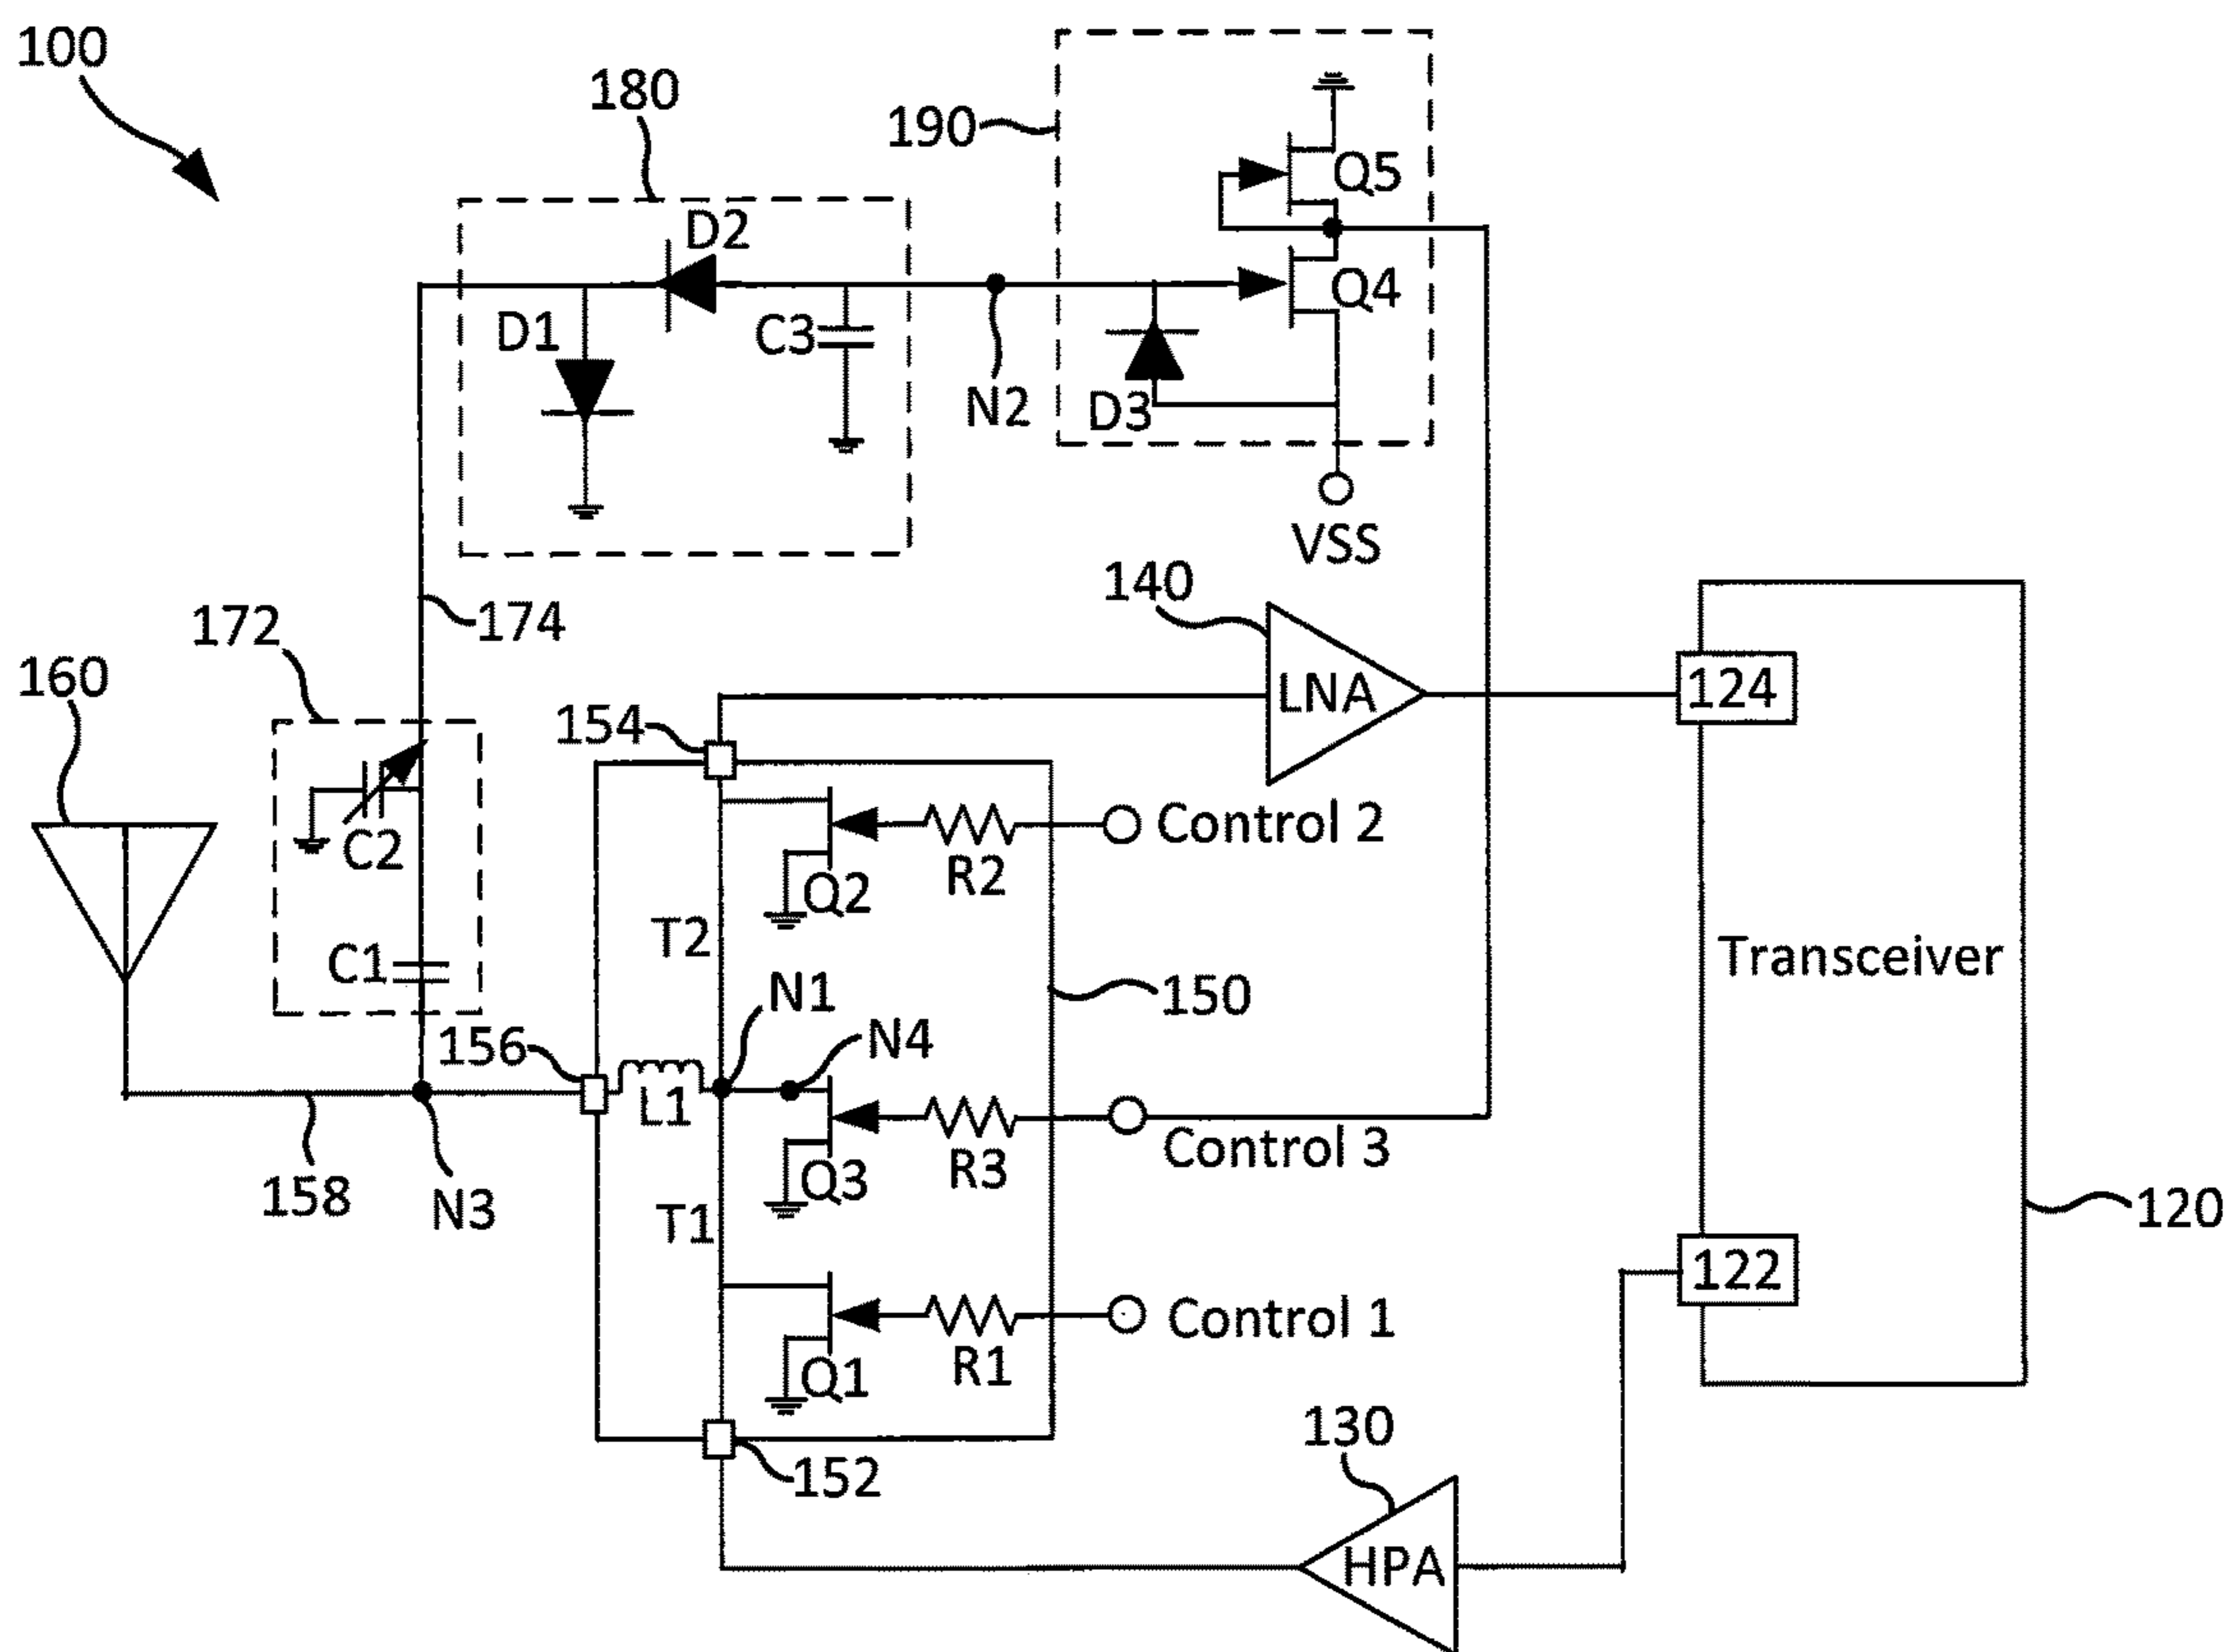 100
180
190
Q5
D2
Q4
D1
C3
N2
D3
VSS
140
172
174
160
154
LNA
124
C2
Control 2
R2
Q2
T2
Transceiver
C1
N1
150
156
N4
L1
Control 3
R3
Q3
158
N3
T1
120
122
Control 1
R1
Q1
130
152
HPA